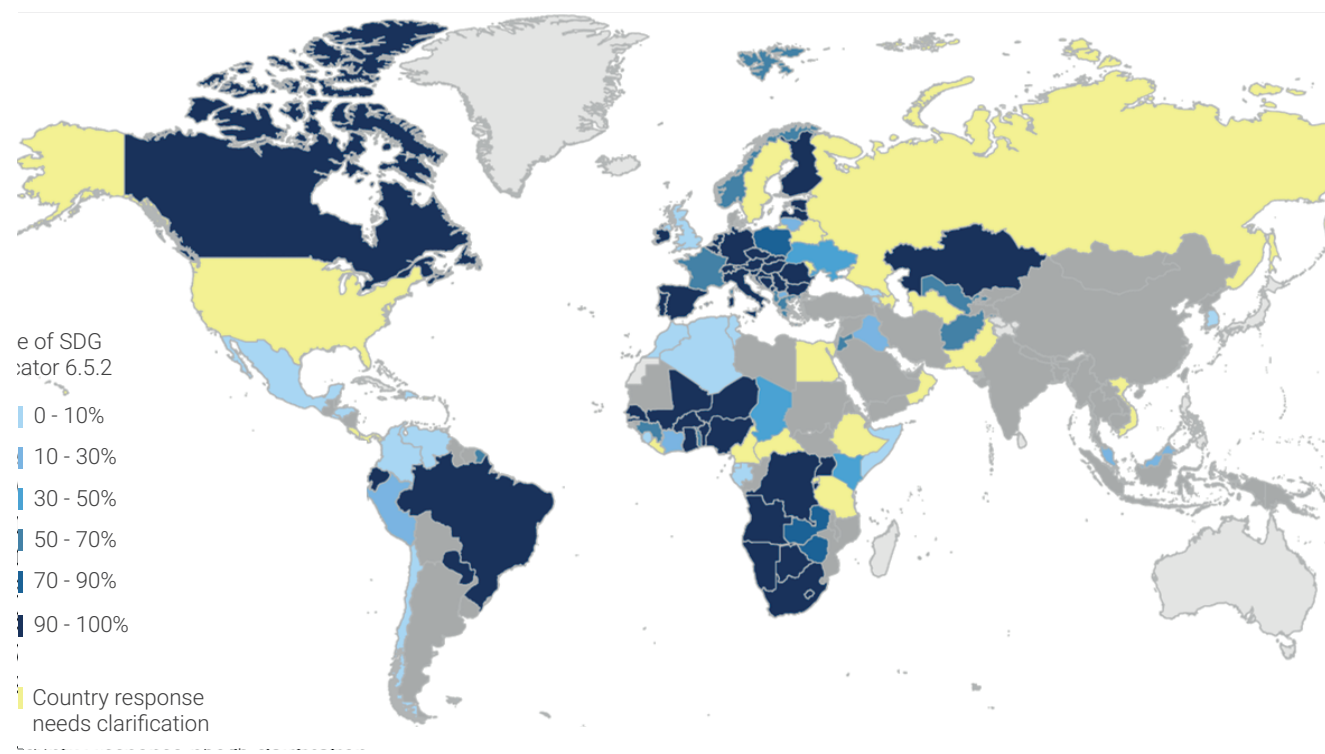 e of SDG
cator 6.5.2
0 - 10%
10 - 30%
30 - 50%
50 - 70%
70 - 90%
90 - 100%
Country response
needs clarification